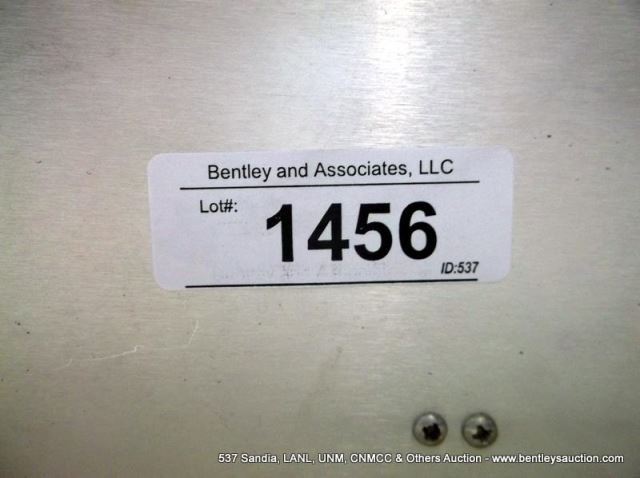 Bentley and Associates, LLC
Lot#: 1456
ID:537
537 Sandia, LANL, UNM, CNMCC & Others Auction - www.bentleysauction.com